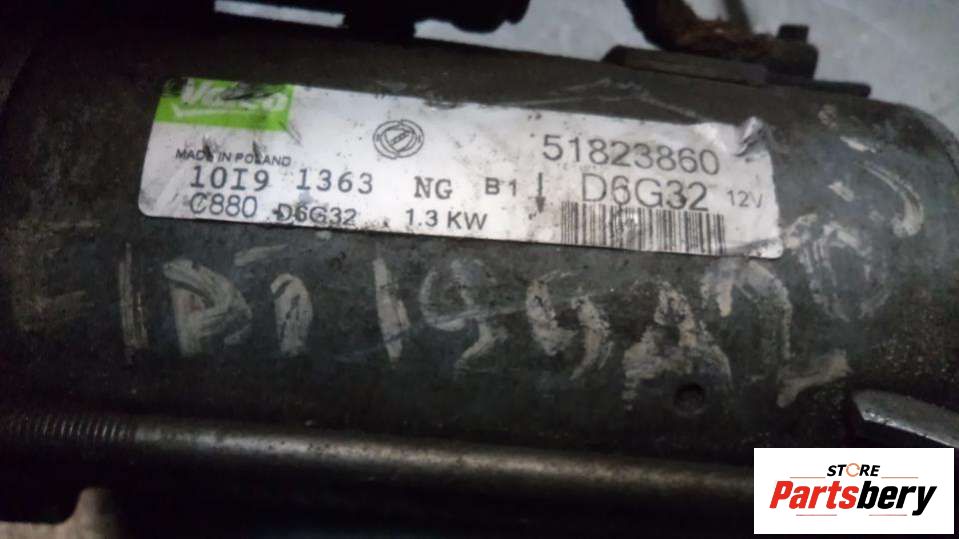 Valeo
MADE IN POLAND
51823860
10I9 1363 NG B1 D6G32 12V
C880 D6G32 1.3 KW
STORE
Partsbery